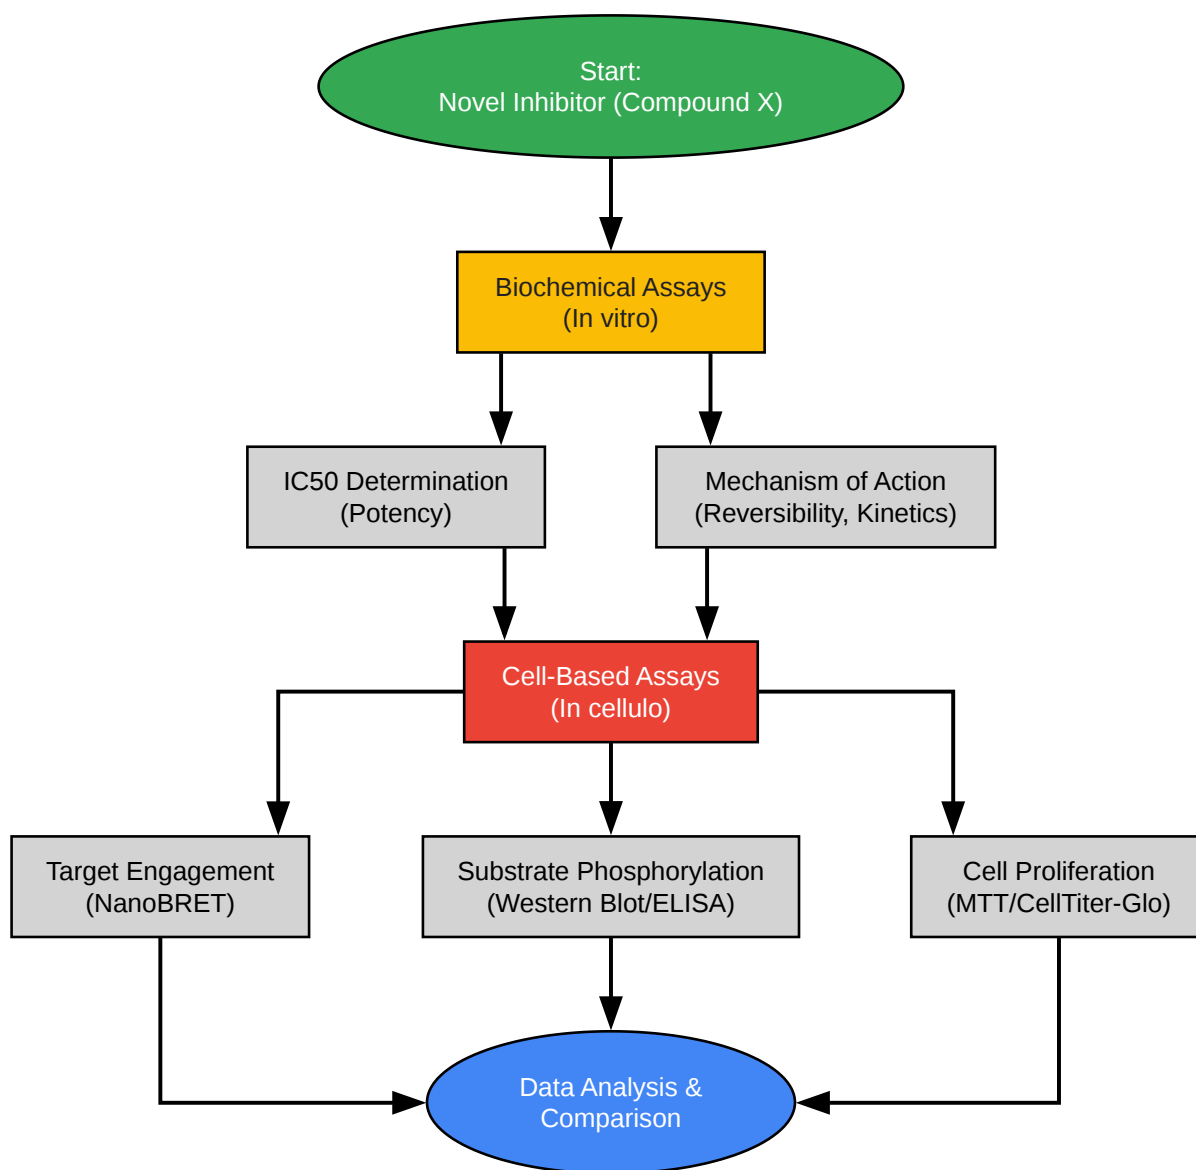 Start:
Novel Inhibitor (Compound X)
Biochemical Assays
(In vitro)
IC50 Determination
(Potency)
Mechanism of Action
(Reversibility, Kinetics)
Cell-Based Assays
(In cellulo)
Target Engagement
(NanoBRET)
Substrate Phosphorylation
(Western Blot/ELISA)
Cell Proliferation
(MTT/CellTiter-Glo)
Data Analysis &
Comparison